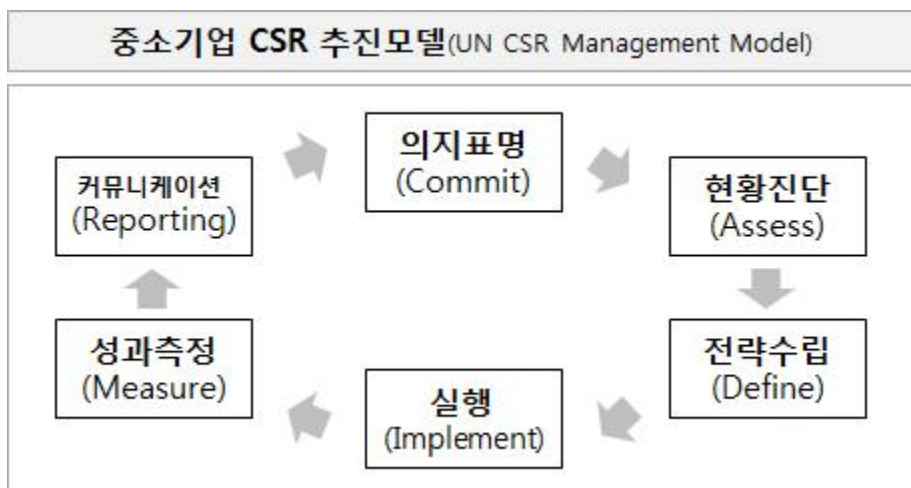 중소기업 CSR 추진모델(UN CSR Management Model)
의지표명
(Commit)
현황진단
(Assess)
전략수립
(Define)
실행
(Implement)
성과측정
(Measure)
커뮤니케이션
(Reporting)